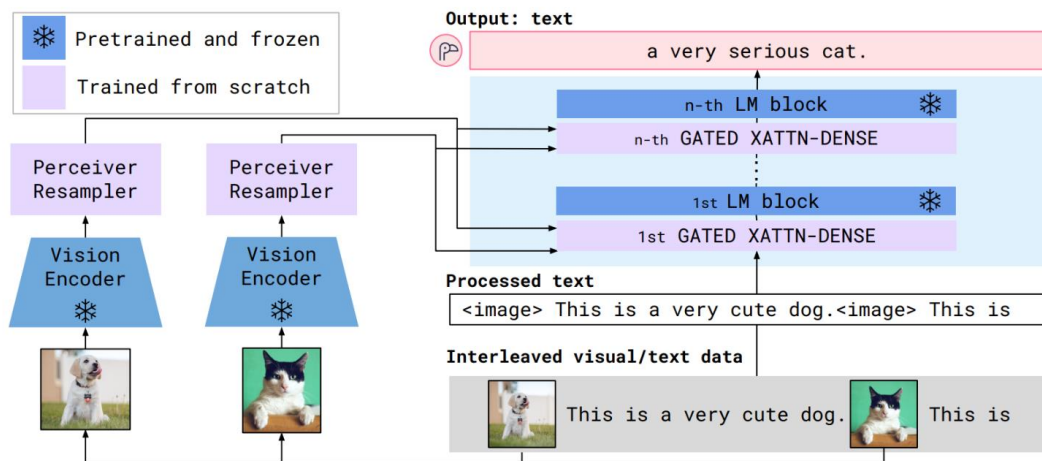 Pretrained and frozen
Trained from scratch
Perceiver
Resampler
Perceiver
Resampler
Vision
Encoder
Vision
Encoder
Output: text
a very serious cat.
n-th LM block
n-th GATED XATTN-DENSE
1st LM block
1st GATED XATTN-DENSE
Processed text
<image> This is a very cute dog.<image> This is
Interleaved visual/text data
This is a very cute dog. This is